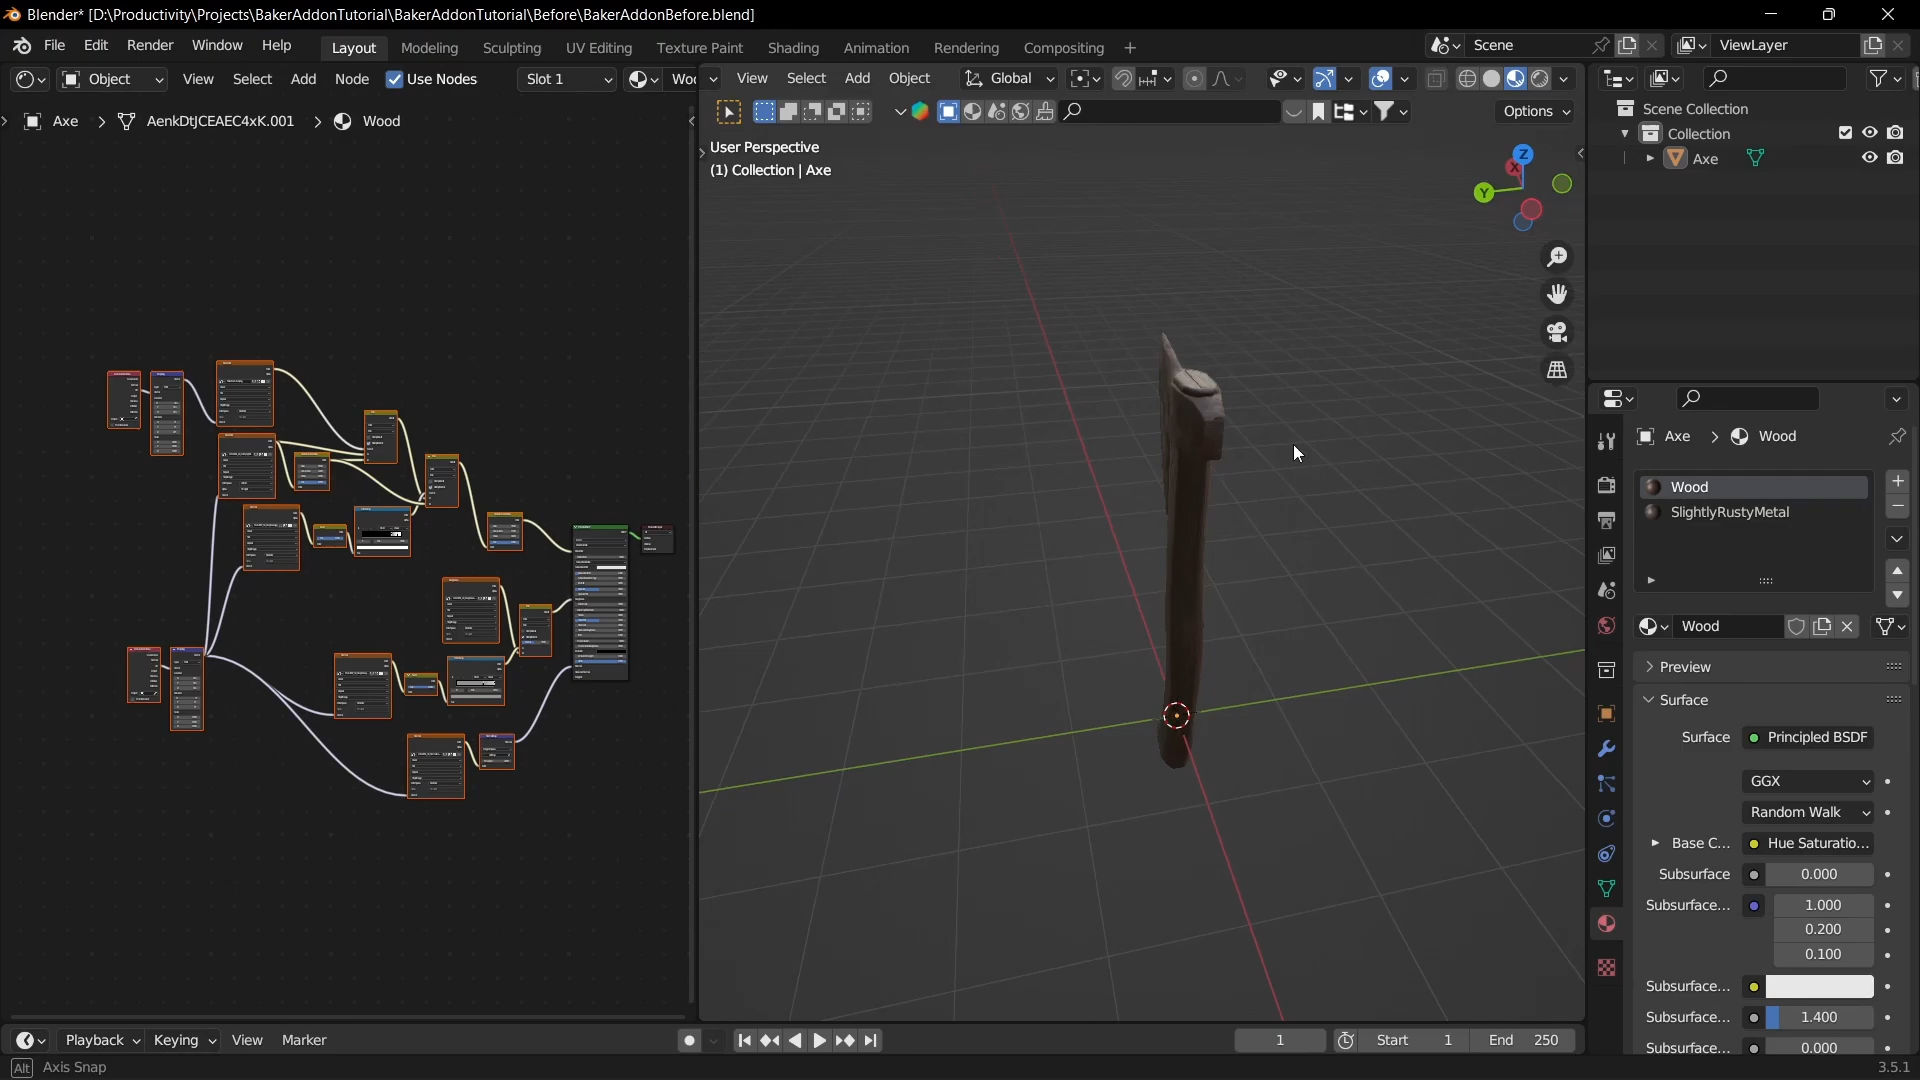 Blender* [D:\Productivity\Projects\BakerAddonTutorial\BakerAddonTutorial\Before\BakerAddonBefore.blend]
File Edit Render Window Help Layout Modeling Sculpting UV Editing Texture Paint Shading Animation Rendering Compositing + Scene ViewLayer
Object View Select Add Node Use Nodes Slot 1 View Select Add Object Global
Options
Axe > AenkDtJCEAEC4xK.001 > Wood
User Perspective
(1) Collection | Axe
Z
X
Y
Scene Collection
Collection
Axe
Axe > Wood
Wood
SlightlyRustyMetal
Wood
Preview
Surface
Surface Principled BSDF
GGX
Random Walk
Base C... Hue Saturatio...
Subsurface 0.000
Subsurface... 1.000
0.200
0.100
Subsurface...
Subsurface... 1.400
Subsurface... 0.000
Playback Keying View Marker 1 Start 1 End 250
Alt Axis Snap 3.5.1